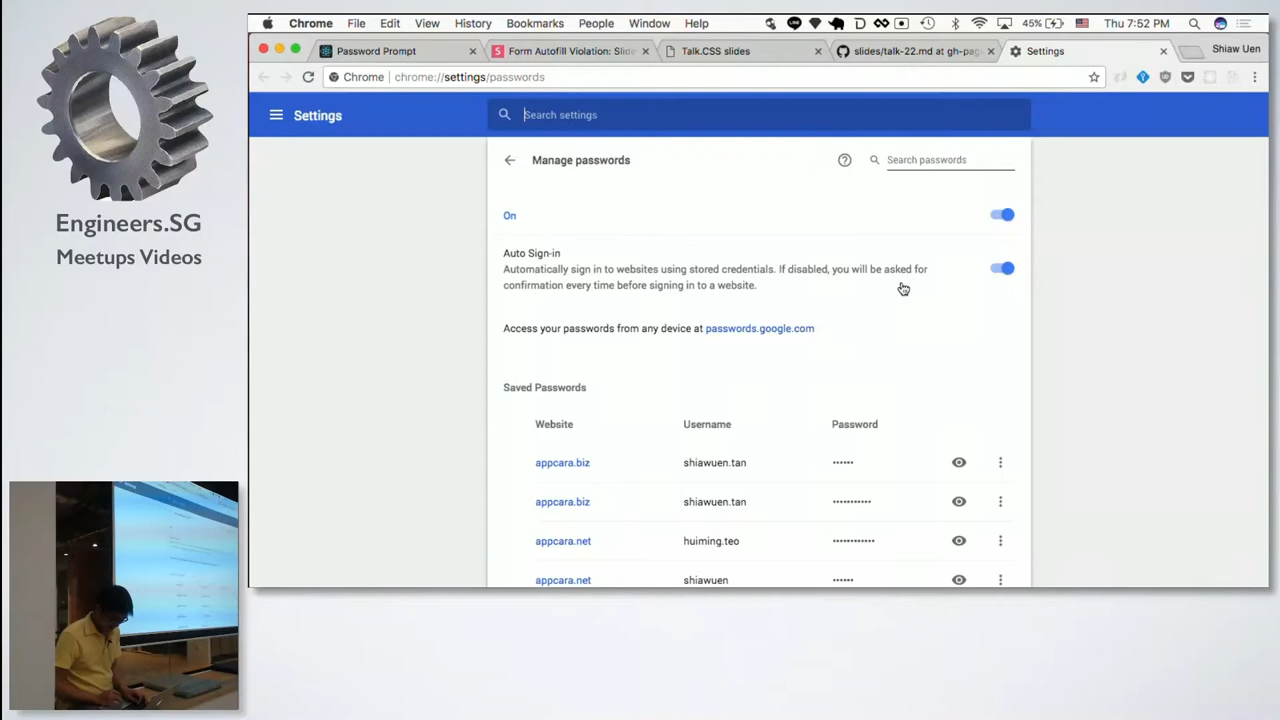 Engineers.SG
Meetups Videos
Chrome File Edit View History Bookmarks People Window Help
45% Thu 7:52 PM
Password Prompt
Form Autofill Violation: Slide
Talk.CSS slides
slides/talk-22.md at gh-page
Settings
Shiaw Uen
Chrome chrome://settings/passwords
Settings
Search settings
Manage passwords
Search passwords
On
Auto Sign-in
Automatically sign in to websites using stored credentials. If disabled, you will be asked for
confirmation every time before signing in to a website.
Access your passwords from any device at passwords.google.com
Saved Passwords
Website Username Password
appcara.biz shiawuen.tan ••••••
appcara.biz shiawuen.tan •••••••••••
appcara.net huiming.teo ••••••••••••
appcara.net shiawuen ••••••